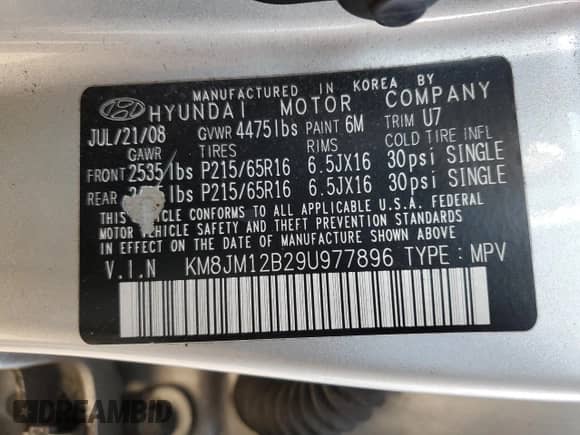 MANUFACTURED IN KOREA BY
HYUNDAI MOTOR COMPANY
JUL/21/08 GVWR 4475lbs PAINT 6M TRIM U7
GAWR TIRES RIMS COLD TIRE INFL
FRONT 2535lbs P215/65R16 6.5JX16 30psi SINGLE
REAR lbs P215/65R16 6.5JX16 30psi SINGLE
THIS VEHICLE CONFORMS TO ALL APPLICABLE U.S.A. FEDERAL
MOTOR VEHICLE SAFETY AND THEFT PREVENTION STANDARDS
IN EFFECT ON THE DATE OF MANUFACTURE SHOWN ABOVE.
V.I.N KM8JM12B29U977896 TYPE : MPV
DREAMBID